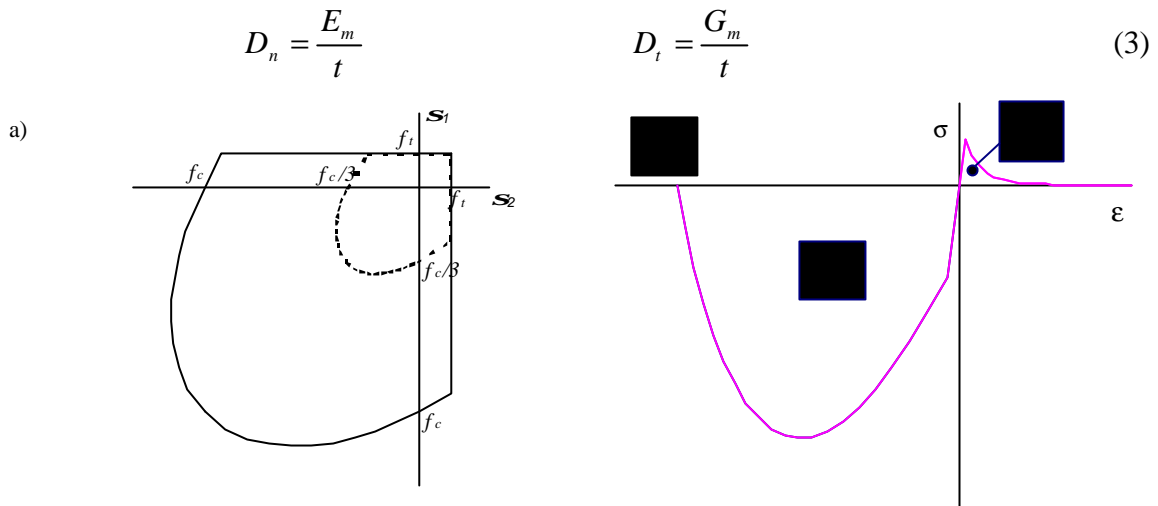 D_n = E_m / t D_t = G_m / t (3)
a)
s1
f_t
f_c f_c/3
s2
f_t
f_c/3
f_c
σ
ε